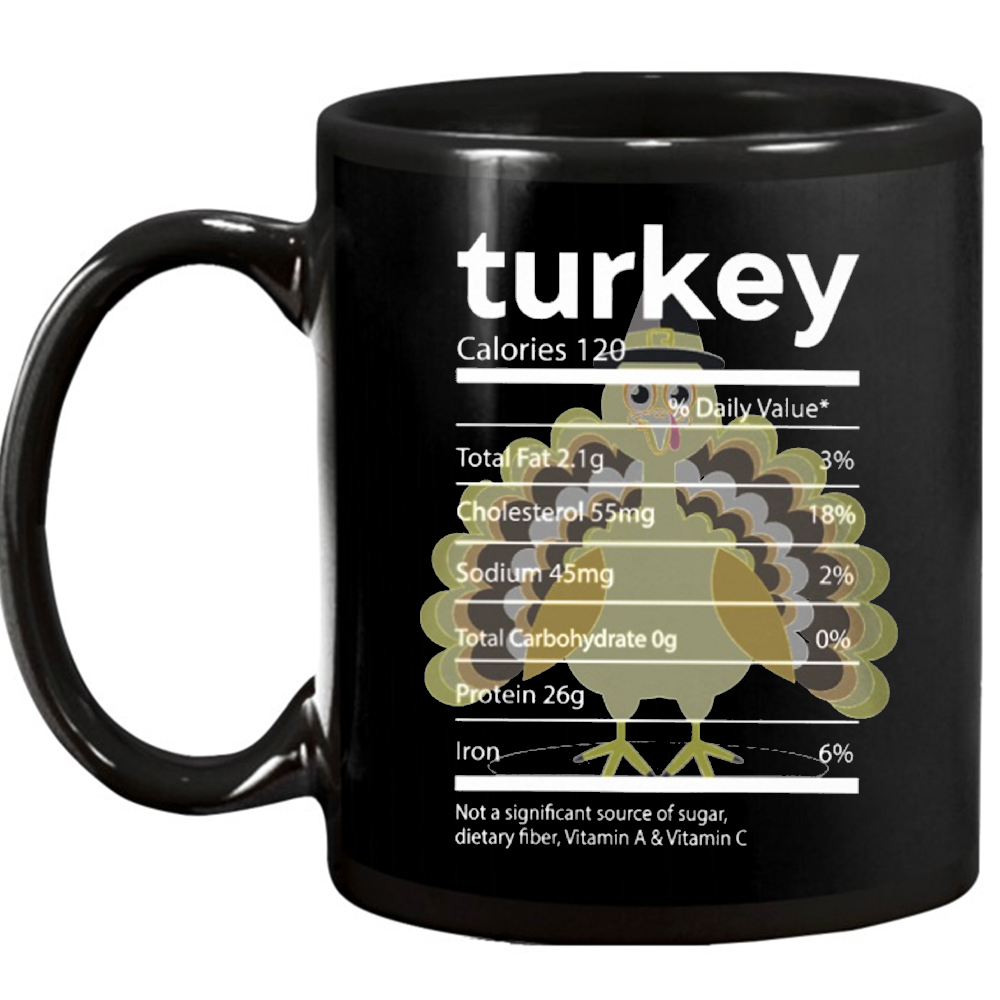 turkey
Calories 120
% Daily Value*
Total Fat 2.1g 3%
Cholesterol 55mg 18%
Sodium 45mg 2%
Total Carbohydrate 0g 0%
Protein 26g
Iron 6%
Not a significant source of sugar,
dietary fiber, Vitamin A & Vitamin C